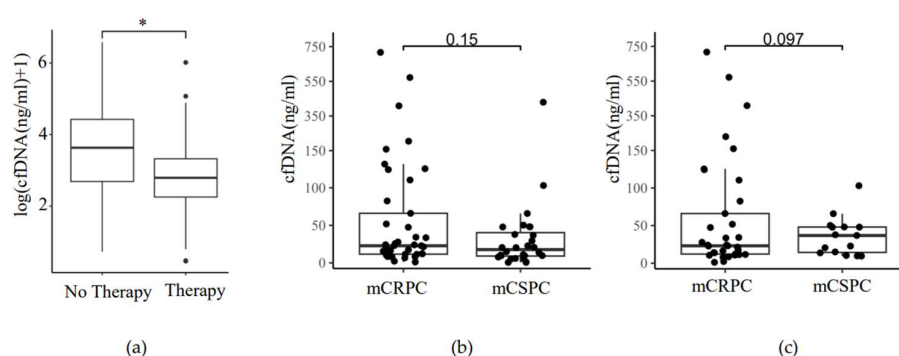 *
log(cfDNA(ng/ml)+1)
6
4
2
No Therapy Therapy
(a)
0.15
cfDNA(ng/ml)
750
550
350
150
100
50
0
mCRPC mCSPC
(b)
0.097
cfDNA(ng/ml)
750
550
350
150
100
50
0
mCRPC mCSPC
(c)